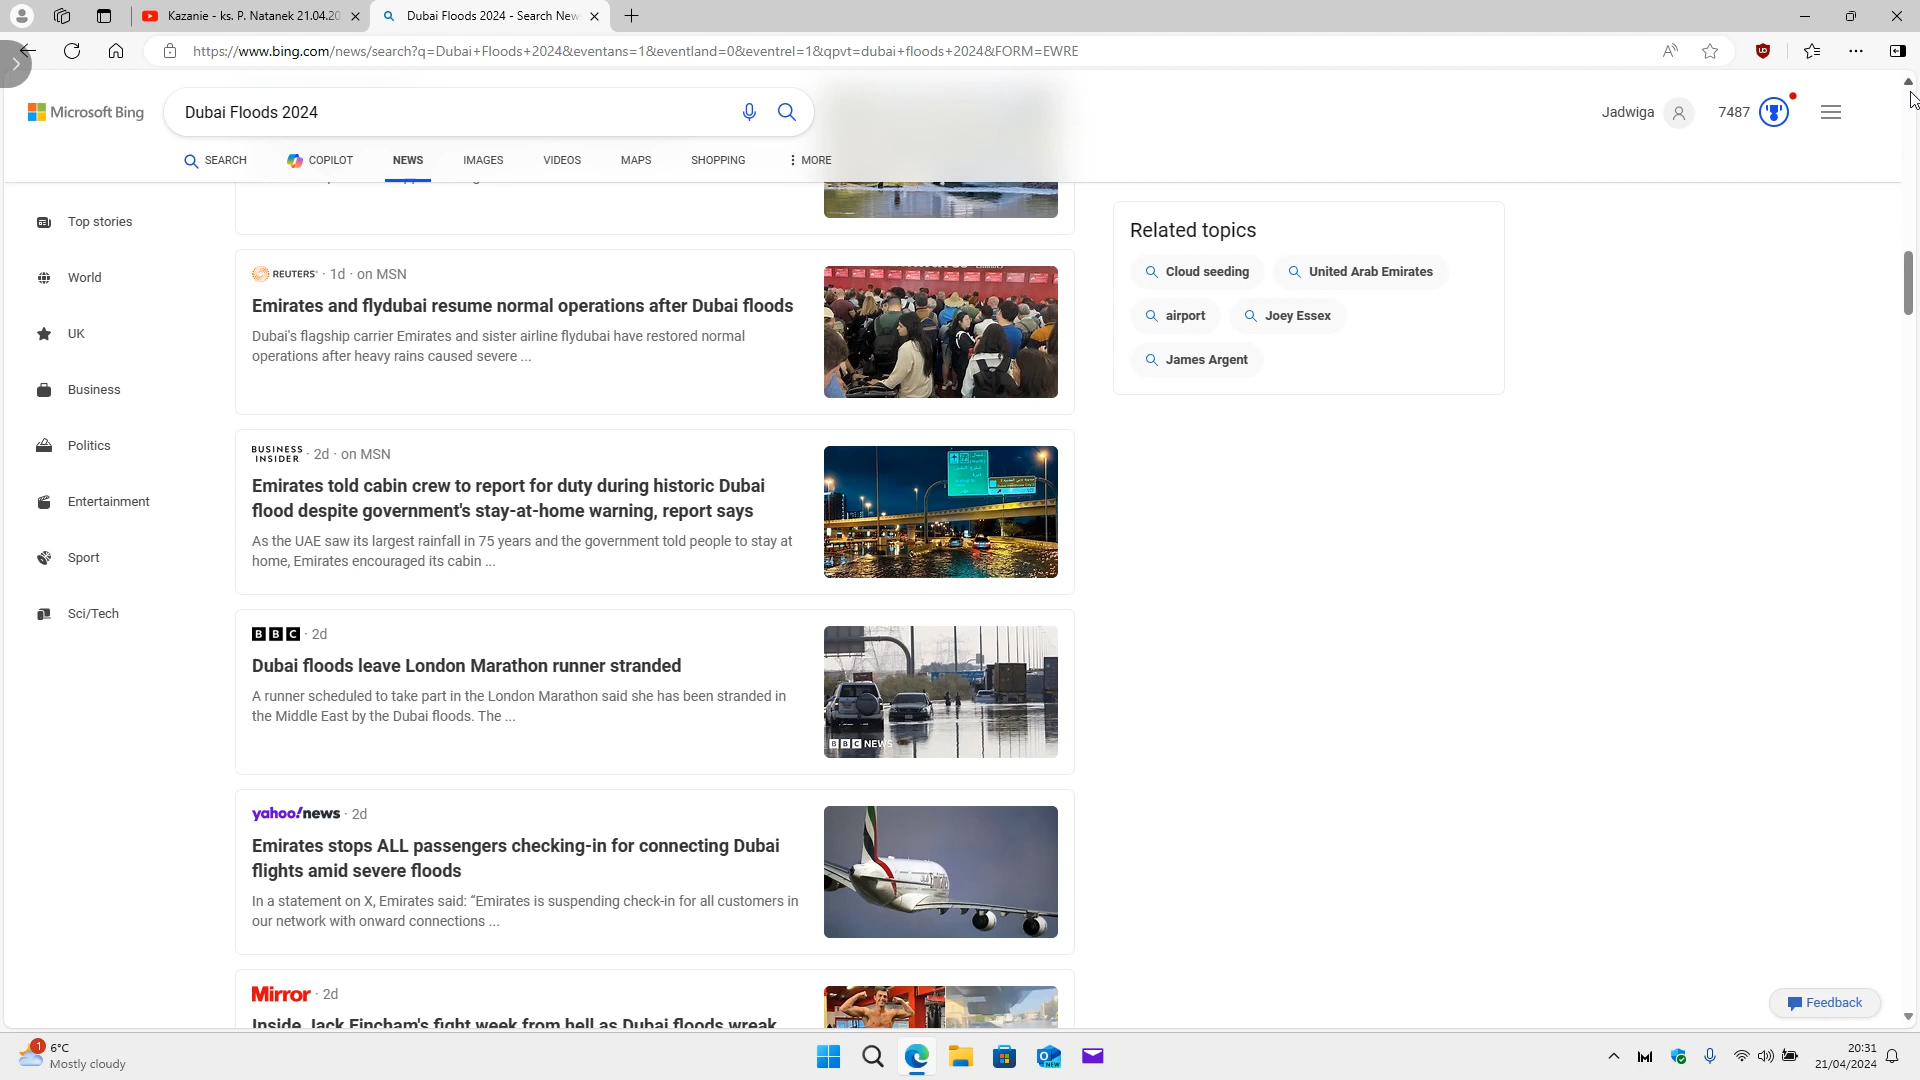 Kazanie - ks. P. Natanek 21.04.20
Dubai Floods 2024 - Search New
https://www.bing.com/news/search?q=Dubai+Floods+2024&eventans=1&eventland=0&eventrel=1&qpvt=dubai+floods+2024&FORM=EWRE
Microsoft Bing
Dubai Floods 2024
Jadwiga
7487
SEARCH
COPILOT
NEWS
IMAGES
VIDEOS
MAPS
SHOPPING
MORE
Top stories
World
UK
Business
Politics
Entertainment
Sport
Sci/Tech
REUTERS · 1d · on MSN
Emirates and flydubai resume normal operations after Dubai floods
Dubai's flagship carrier Emirates and sister airline flydubai have restored normal
operations after heavy rains caused severe ...
BUSINESS
INSIDER · 2d · on MSN
Emirates told cabin crew to report for duty during historic Dubai
flood despite government's stay-at-home warning, report says
As the UAE saw its largest rainfall in 75 years and the government told people to stay at
home, Emirates encouraged its cabin ...
BBC · 2d
Dubai floods leave London Marathon runner stranded
A runner scheduled to take part in the London Marathon said she has been stranded in
the Middle East by the Dubai floods. The ...
BBC NEWS
yahoo!news · 2d
Emirates stops ALL passengers checking-in for connecting Dubai
flights amid severe floods
In a statement on X, Emirates said: “Emirates is suspending check-in for all customers in
our network with onward connections ...
Mirror · 2d
Inside Jack Fincham's fight week from hell as Dubai floods wreak
Related topics
Cloud seeding
United Arab Emirates
airport
Joey Essex
James Argent
Feedback
1
6°C
Mostly cloudy
20:31
21/04/2024